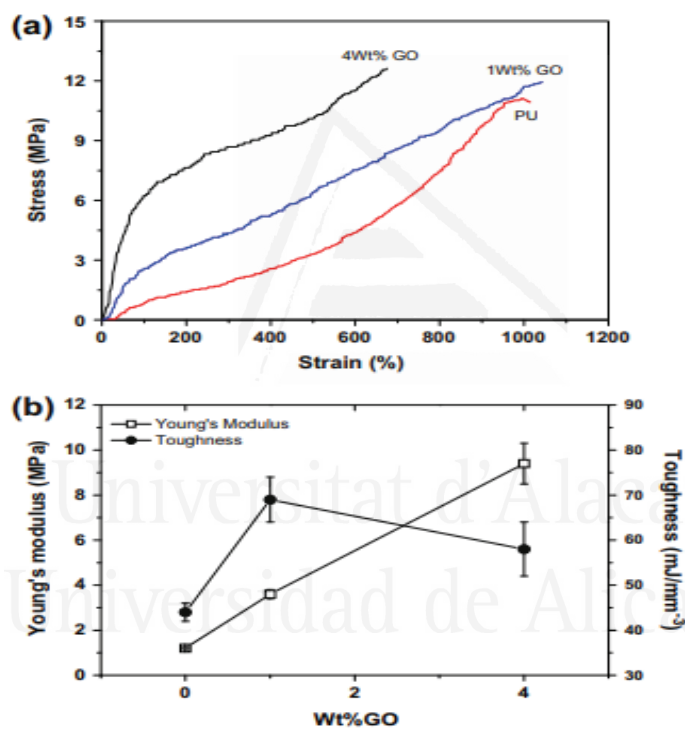 (a)
15
12
9
6
3
0
Stress (MPa)
4Wt% GO
1Wt% GO
PU
0 200 400 600 800 1000 1200
Strain (%)
(b)
12
10
8
6
4
2
0
Young's modulus (MPa)
Young's Modulus
Toughness
90
80
70
60
50
40
30
Toughness (mJ/mm⁻³)
0 2 4
Wt%GO
Universitat d'Alaca
Universidad de Alica